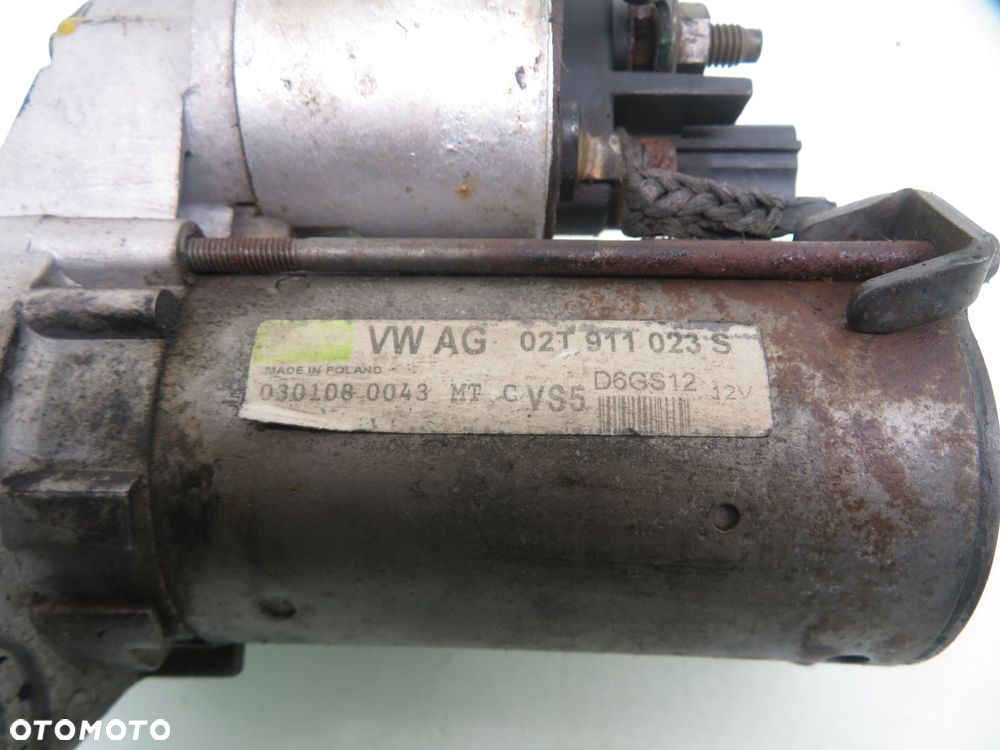 VW AG 02T 911 023 S
MADE IN POLAND
030108 0043 MT C VS5 D6GS12 12V
OTOMOTO